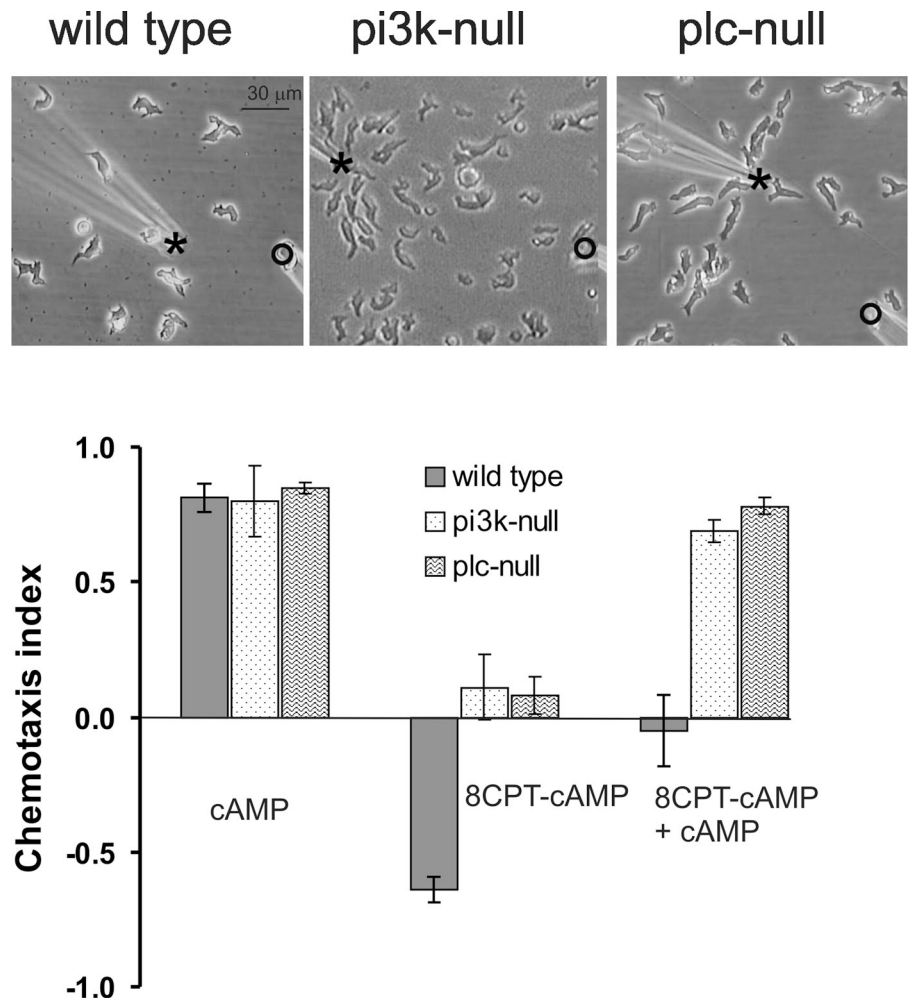 wild type pi3k-null plc-null
30 μm
*
*
*
wild type
pi3k-null
plc-null
Chemotaxis index
1.0
0.5
0.0
-0.5
-1.0
cAMP
8CPT-cAMP
8CPT-cAMP
+ cAMP